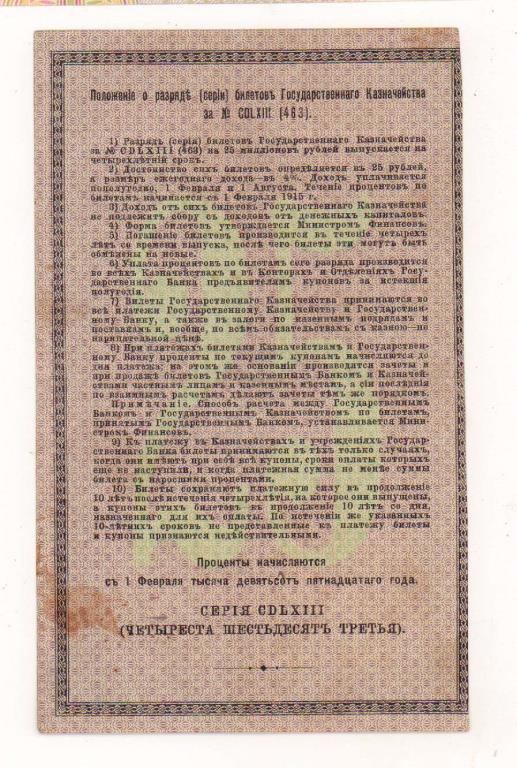 Положеніе о разрядѣ (серіи) билетовъ Государственнаго Казначейства
за № CDLXIII (463).
1) Разрядъ (серія) билетовъ Государственнаго Казначейства
за № CDLXIII (463) на 25 милліоновъ рублей выпускается на
четырехлѣтній срокъ.
2) Достоинство сихъ билетовъ опредѣляется въ 25 рублей,
а размѣръ ежегоднаго дохода—въ 4%. Доходъ уплачивается
пополугодно, 1 Февраля и 1 Августа. Теченіе процентовъ по
билетамъ начинается съ 1 Февраля 1915 г.
3) Доходъ отъ сихъ билетовъ Государственнаго Казначейства
не подлежитъ сбору съ доходовъ отъ денежныхъ капиталовъ.
4) Форма билетовъ утверждается Министромъ Финансовъ.
5) Погашеніе билетовъ производится въ теченіе четырехъ
лѣтъ со времени выпуска, послѣ чего билеты эти могутъ быть
обмѣнены на новые.
6) Уплата процентовъ по билетамъ сего разряда производится
во всѣхъ Казначействахъ и въ Конторахъ и Отдѣленіяхъ Госу-
дарственнаго Банка предъявителямъ купоновъ за истекшія
полугодія.
7) Билеты Государственнаго Казначейства принимаются во
всѣ платежи Государственному Казначейству и Государствен-
ному Банку, а также въ залоги по казеннымъ подрядамъ и
поставкамъ и, вообще, по всѣмъ обязательствамъ съ казною—по
нарицательной цѣнѣ.
8) При платежахъ билетами Казначействамъ и Государствен-
ному Банку проценты по текущимъ купонамъ начисляются до
дня платежа; на этомъ же основаніи производятся зачеты и
при продажѣ билетовъ Государственнымъ Банкомъ и Казначей-
ствами частнымъ лицамъ и казеннымъ мѣстамъ, а сіи послѣднія
по взаимнымъ расчетамъ дѣлаютъ зачеты тѣмъ же порядкомъ.
Примѣчаніе. Способъ расчета между Государственнымъ
Банкомъ и Государственнымъ Казначействомъ по билетамъ,
принятымъ Государственнымъ Банкомъ, устанавливается Мини-
стромъ Финансовъ.
9) Къ платежу въ Казначействахъ и учрежденіяхъ Государ-
ственнаго Банка билеты принимаются въ тѣхъ только случаяхъ,
когда они имѣютъ при себѣ всѣ купоны, сроки оплаты которыхъ
еще не наступили, и когда платежная сумма не менѣе суммы
билета съ наросшими процентами.
10) Билеты сохраняютъ платежную силу въ продолженіе
10 лѣтъ послѣ истеченія четырехлѣтія, на которое они выпущены,
а купоны этихъ билетовъ въ продолженіе 10 лѣтъ со дня,
назначеннаго для ихъ оплаты. По истеченіи же указанныхъ
10-лѣтнихъ сроковъ не представленные къ платежу билеты
и купоны признаются недѣйствительными.
Проценты начисляются
съ 1 Февраля тысяча девятьсотъ пятнадцатаго года.
СЕРІЯ CDLXIII
(ЧЕТЫРЕСТА ШЕСТЬДЕСЯТЪ ТРЕТЬЯ).